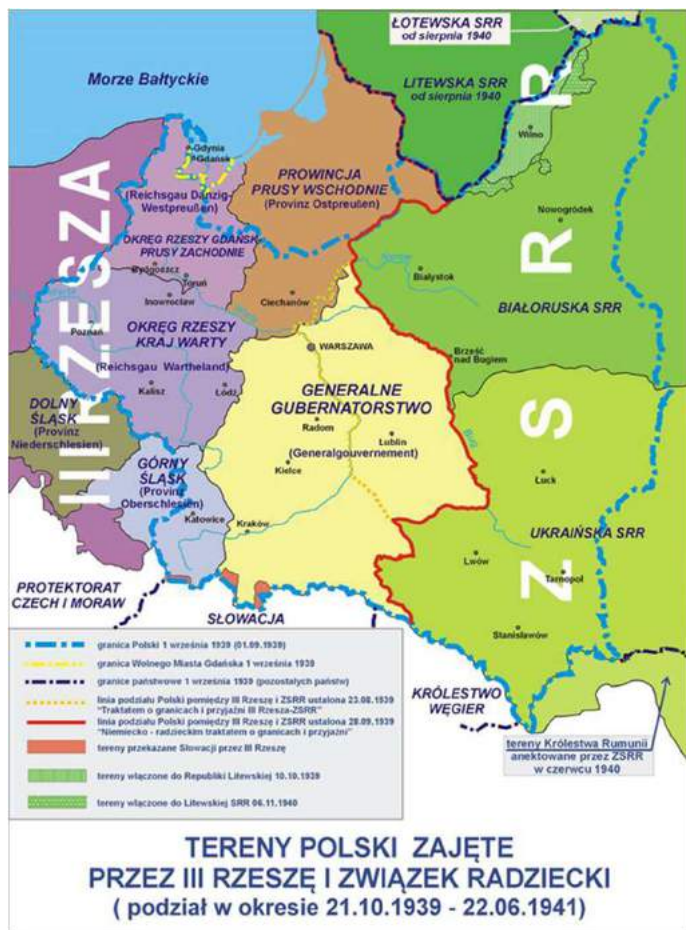 ŁOTEWSKA SRR
od sierpnia 1940
LITEWSKA SRR
od sierpnia 1940
Morze Bałtyckie
Wilno
Gdynia
Gdańsk
PROWINCJA
PRUSY WSCHODNIE
(Provinz Ostpreußen)
(Reichsgau Danzig-
Westpreußen)
Nowogródek
OKRĘG RZESZY GDAŃSK-
PRUSY ZACHODNIE
Bydgoszcz
Toruń
Białystok
Ciechanów
Inowrocław
BIAŁORUSKA SRR
Poznań
OKRĘG RZESZY
KRAJ WARTY
(Reichsgau Wartheland)
WARSZAWA
Brześć
nad Bugiem
Kalisz
Łódź
GENERALNE
GUBERNATORSTWO
(Generalgouvernement)
Radom
Lublin
Kielce
Bug
DOLNY
ŚLĄSK
(Provinz
Niederschlesien)
GÓRNY
ŚLĄSK
(Provinz
Oberschlesien)
Katowice
Kraków
Łuck
UKRAIŃSKA SRR
Lwów
Tarnopol
Stanisławów
III RZESZA
ZSRR
PROTEKTORAT
CZECH I MORAW
SŁOWACJA
KRÓLESTWO
WĘGIER
tereny Królestwa Rumunii
anektowane przez ZSRR
w czerwcu 1940
granica Polski 1 września 1939 (01.09.1939)
granica Wolnego Miasta Gdańska 1 września 1939
granice państwowe 1 września 1939 (pozostałych państw)
linia podziału Polski pomiędzy III Rzeszę i ZSRR ustalona 23.08.1939
"Traktatem o granicach i przyjaźni III Rzesza-ZSRR"
linia podziału Polski pomiędzy III Rzeszę i ZSRR ustalona 28.09.1939
"Niemiecko - radzieckim traktatem o granicach i przyjaźni"
tereny przekazane Słowacji przez III Rzeszę
tereny włączone do Republiki Litewskiej 10.10.1939
tereny włączone do Litewskiej SRR 06.11.1940
TERENY POLSKI ZAJĘTE
PRZEZ III RZESZĘ I ZWIĄZEK RADZIECKI
( podział w okresie 21.10.1939 - 22.06.1941)